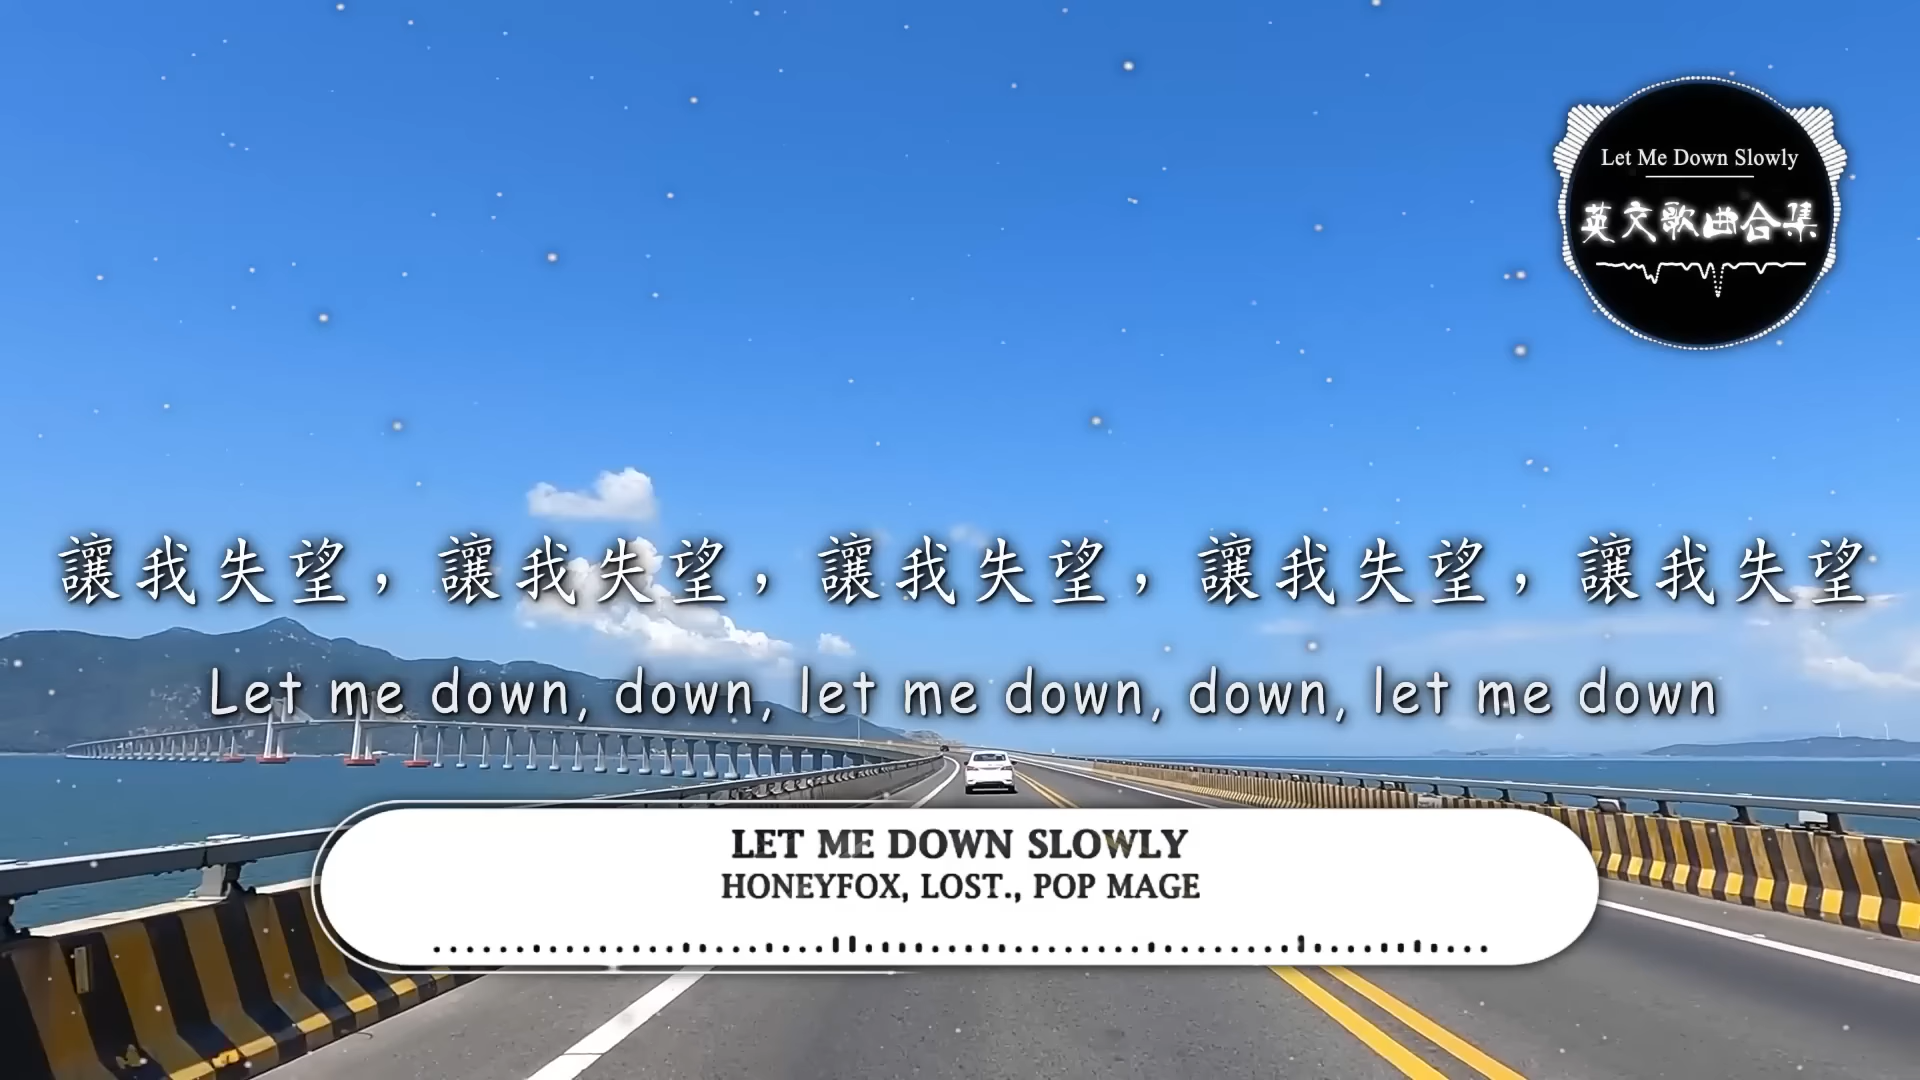 Let Me Down Slowly
英文歌曲合集
讓我失望，讓我失望，讓我失望，讓我失望，讓我失望
Let me down, down, let me down, down, let me down
LET ME DOWN SLOWLY
HONEYFOX, LOST., POP MAGE